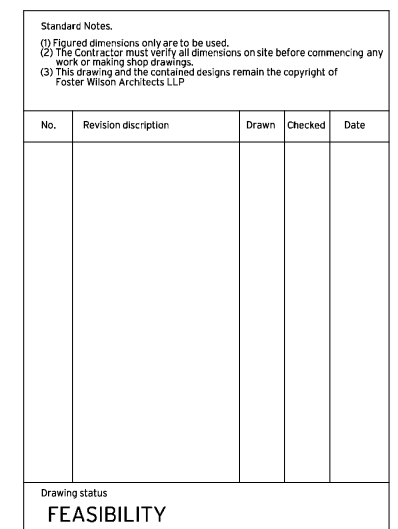 Standard Notes.
(1) Figured dimensions only are to be used.
(2) The Contractor must verify all dimensions on site before commencing any
work or making shop drawings.
(3) This drawing and the contained designs remain the copyright of
Foster Wilson Architects LLP
No. Revision discription Drawn Checked Date
Drawing status
FEASIBILITY